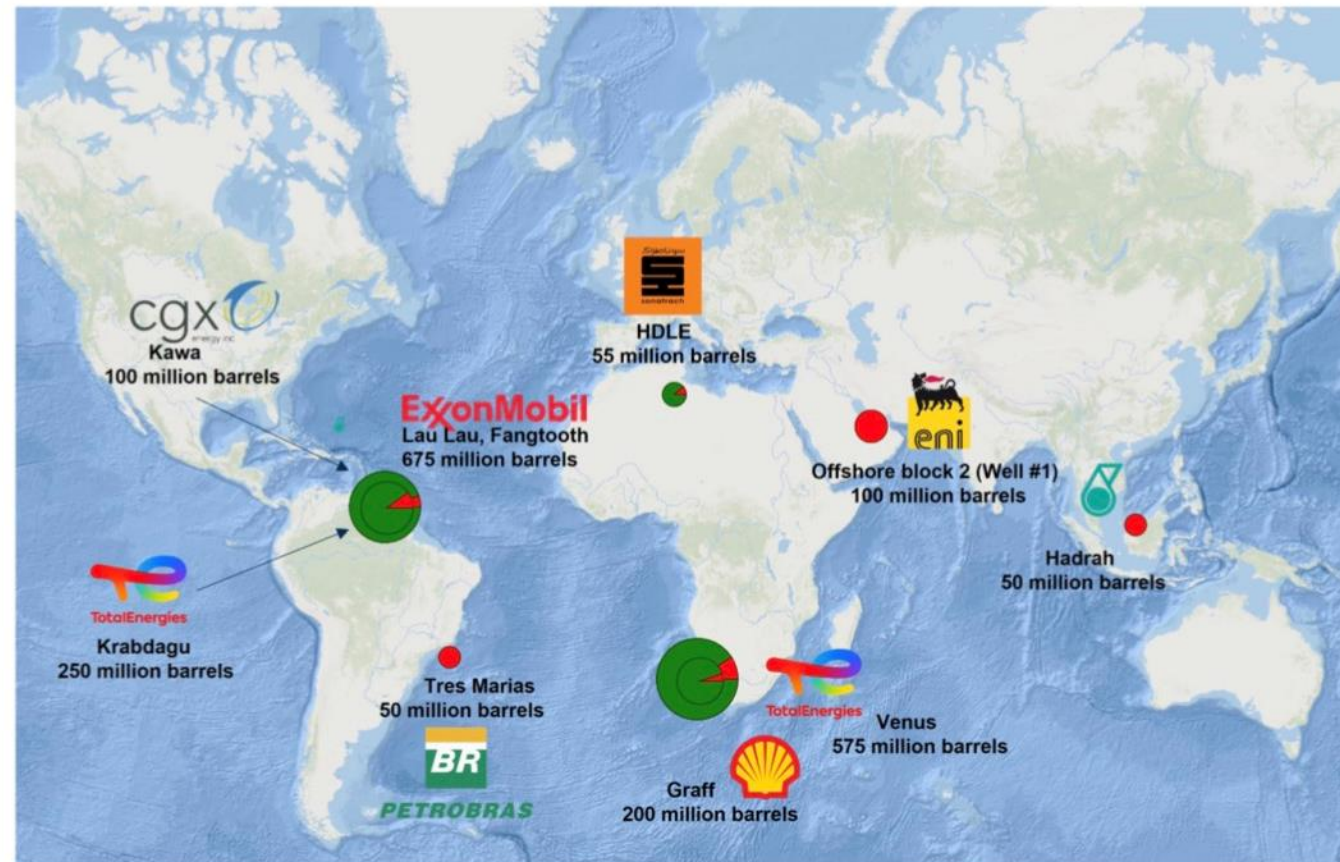 cgx
energy inc
Kawa
100 million barrels
sonatrach
HDLE
55 million barrels
ExxonMobil
Lau Lau, Fangtooth
675 million barrels
eni
Offshore block 2 (Well #1)
100 million barrels
Hadrah
50 million barrels
TotalEnergies
Krabdagu
250 million barrels
Tres Marias
50 million barrels
BR
PETROBRAS
TotalEnergies
Venus
575 million barrels
Graff
200 million barrels